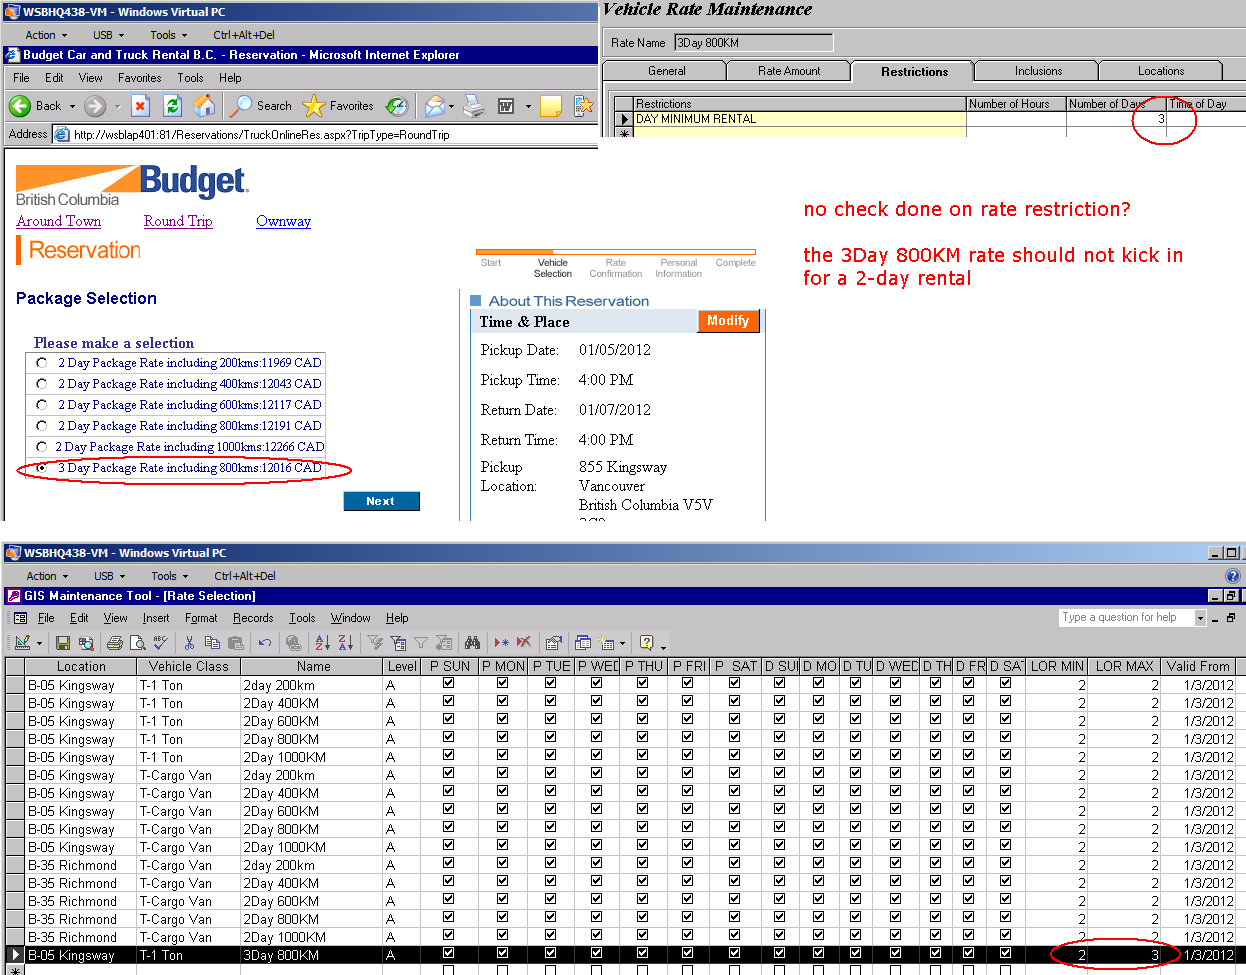 WSBHQ438-VM - Windows Virtual PC
Action USB Tools Ctrl+Alt+Del
Budget Car and Truck Rental B.C. - Reservation - Microsoft Internet Explorer
File Edit View Favorites Tools Help
Back Search Favorites
Address http://wsblap401:81/Reservations/TruckOnlineRes.aspx?TripType=RoundTrip
Budget.
British Columbia
Around Town Round Trip Ownway
Reservation
Start Vehicle Selection Rate Confirmation Personal Information Complete
Package Selection
Please make a selection
2 Day Package Rate including 200kms:11969 CAD
2 Day Package Rate including 400kms:12043 CAD
2 Day Package Rate including 600kms:12117 CAD
2 Day Package Rate including 800kms:12191 CAD
2 Day Package Rate including 1000kms:12266 CAD
3 Day Package Rate including 800kms:12016 CAD
Next
About This Reservation
Time & Place Modify
Pickup Date: 01/05/2012
Pickup Time: 4:00 PM
Return Date: 01/07/2012
Return Time: 4:00 PM
Pickup Location: 855 Kingsway
Vancouver
British Columbia V5V
Vehicle Rate Maintenance
Rate Name 3Day 800KM
General Rate Amount Restrictions Inclusions Locations
Restrictions Number of Hours Number of Days Time of Day
DAY MINIMUM RENTAL 3
no check done on rate restriction?
the 3Day 800KM rate should not kick in
for a 2-day rental
WSBHQ438-VM - Windows Virtual PC
Action USB Tools Ctrl+Alt+Del
GIS Maintenance Tool - [Rate Selection]
File Edit View Insert Format Records Tools Window Help
Type a question for help
Location Vehicle Class Name Level P SUN P MON P TUE P WED P THU P FRI P SAT D SUI D MO D TU D WED D TH D FR D SAT LOR MIN LOR MAX Valid From
B-05 Kingsway T-1 Ton 2day 200km A 2 2 1/3/2012
B-05 Kingsway T-1 Ton 2Day 400KM A 2 2 1/3/2012
B-05 Kingsway T-1 Ton 2Day 600KM A 2 2 1/3/2012
B-05 Kingsway T-1 Ton 2Day 800KM A 2 2 1/3/2012
B-05 Kingsway T-1 Ton 2Day 1000KM A 2 2 1/3/2012
B-05 Kingsway T-Cargo Van 2day 200km A 2 2 1/3/2012
B-05 Kingsway T-Cargo Van 2Day 400KM A 2 2 1/3/2012
B-05 Kingsway T-Cargo Van 2Day 600KM A 2 2 1/3/2012
B-05 Kingsway T-Cargo Van 2Day 800KM A 2 2 1/3/2012
B-05 Kingsway T-Cargo Van 2Day 1000KM A 2 2 1/3/2012
B-35 Richmond T-Cargo Van 2day 200km A 2 2 1/3/2012
B-35 Richmond T-Cargo Van 2Day 400KM A 2 2 1/3/2012
B-35 Richmond T-Cargo Van 2Day 600KM A 2 2 1/3/2012
B-35 Richmond T-Cargo Van 2Day 800KM A 2 2 1/3/2012
B-35 Richmond T-Cargo Van 2Day 1000KM A 2 2 1/3/2012
B-05 Kingsway T-1 Ton 3Day 800KM A 2 3 1/3/2012